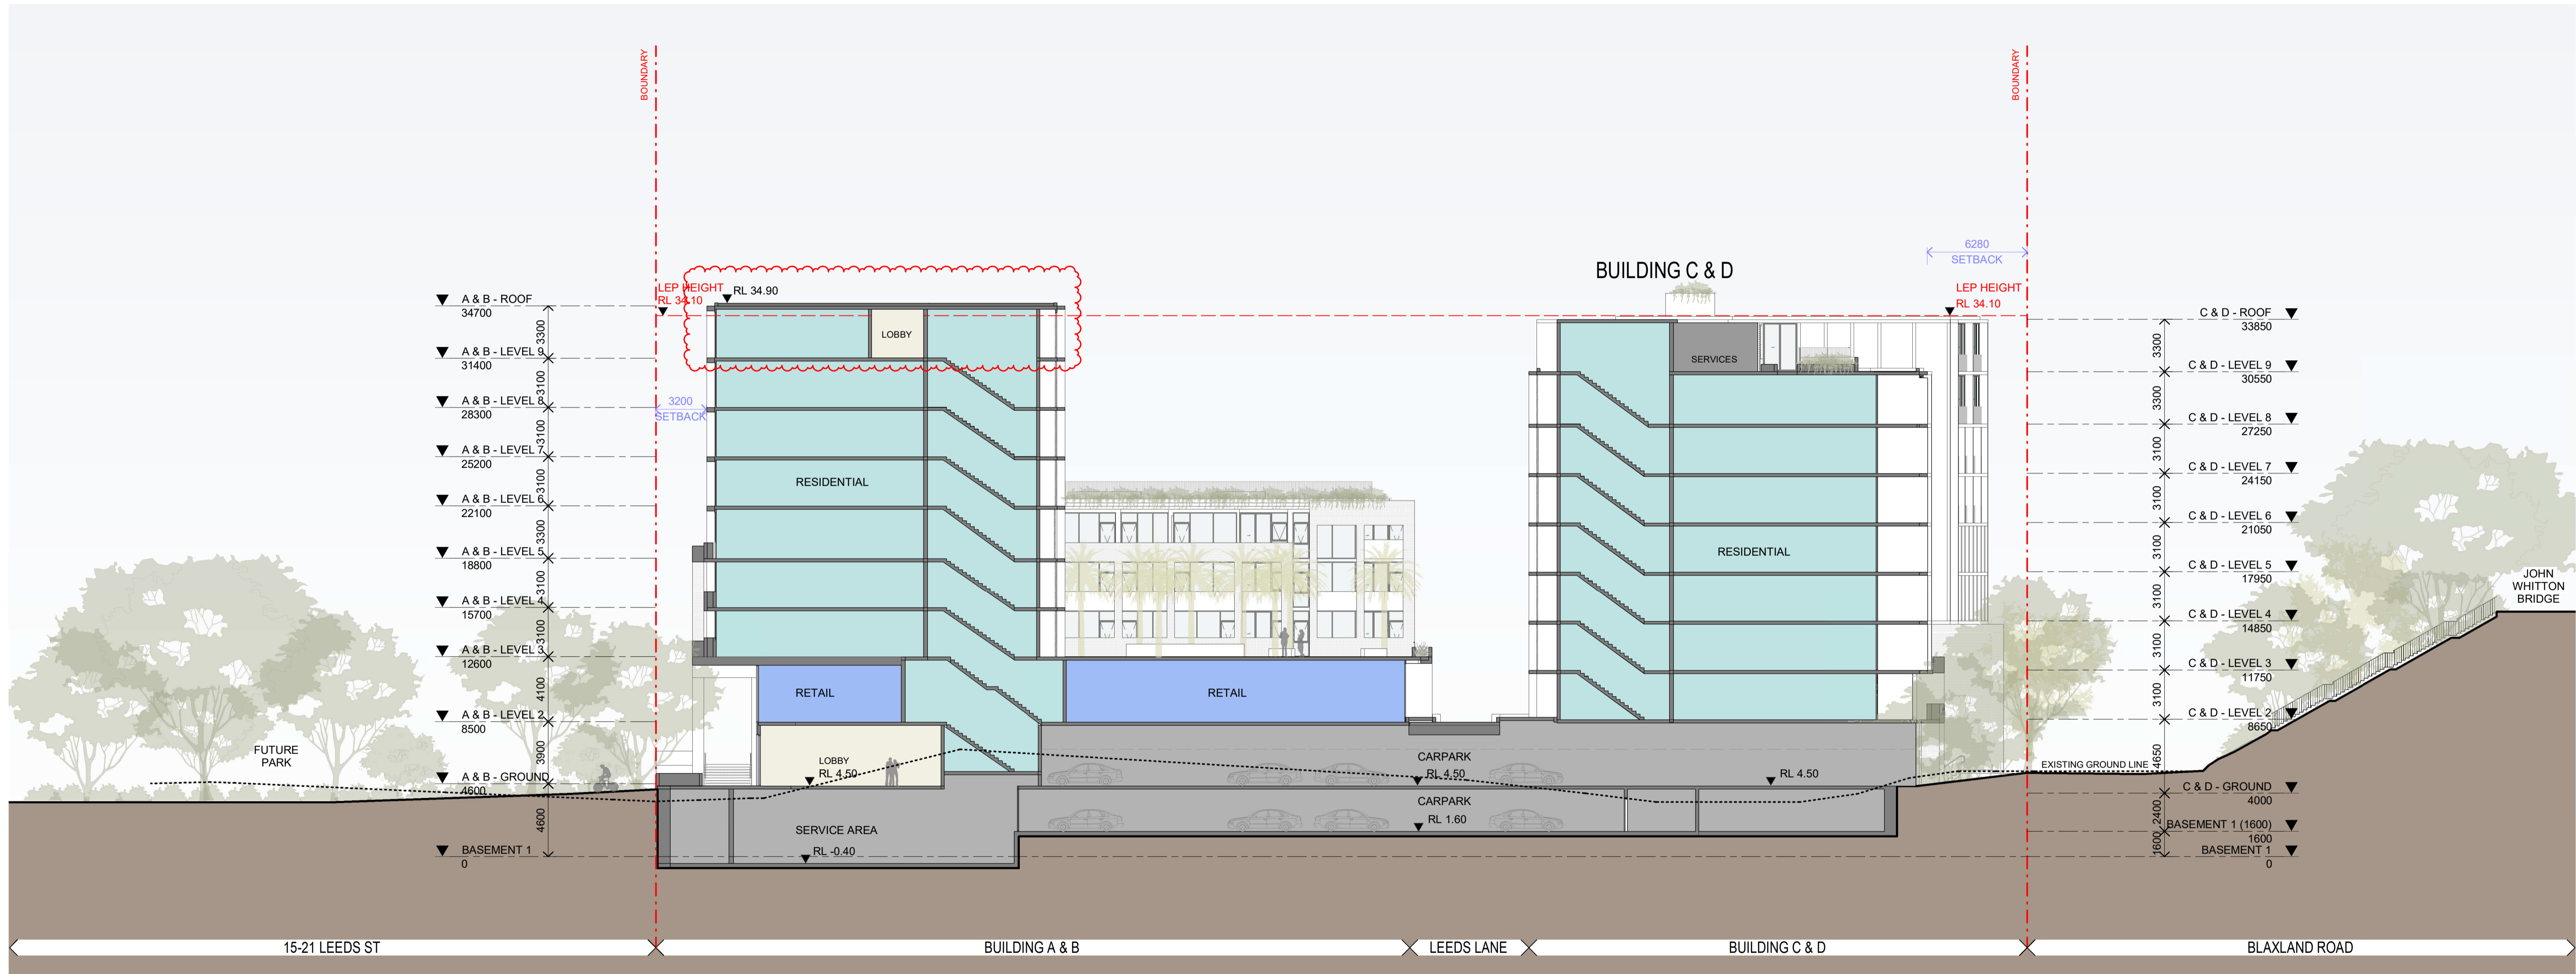 BOUNDARY
BOUNDARY
6280
SETBACK
BUILDING C & D
LEP HEIGHT
RL 34.10
RL 34.90
LEP HEIGHT
RL 34.10
A & B - ROOF
34700
3300
A & B - LEVEL 9
31400
3100
A & B - LEVEL 8
28300
3100
A & B - LEVEL 7
25200
3100
A & B - LEVEL 6
22100
3300
A & B - LEVEL 5
18800
3100
A & B - LEVEL 4
15700
3100
A & B - LEVEL 3
12600
4100
A & B - LEVEL 2
8500
3900
A & B - GROUND
4600
4600
BASEMENT 1
0
3200
SETBACK
LOBBY
RESIDENTIAL
RETAIL
RETAIL
LOBBY
RL 4.50
SERVICE AREA
RL -0.40
CARPARK
RL 4.50
RL 4.50
CARPARK
RL 1.60
SERVICES
RESIDENTIAL
FUTURE
PARK
C & D - ROOF
33850
3300
C & D - LEVEL 9
30550
3300
C & D - LEVEL 8
27250
3100
C & D - LEVEL 7
24150
3100
C & D - LEVEL 6
21050
3100
C & D - LEVEL 5
17950
3100
C & D - LEVEL 4
14850
3100
C & D - LEVEL 3
11750
3100
C & D - LEVEL 2
8650
4650
EXISTING GROUND LINE
C & D - GROUND
4000
2400
BASEMENT 1 (1600)
1600
1600
BASEMENT 1
0
JOHN
WHITTON
BRIDGE
15-21 LEEDS ST
BUILDING A & B
LEEDS LANE
BUILDING C & D
BLAXLAND ROAD